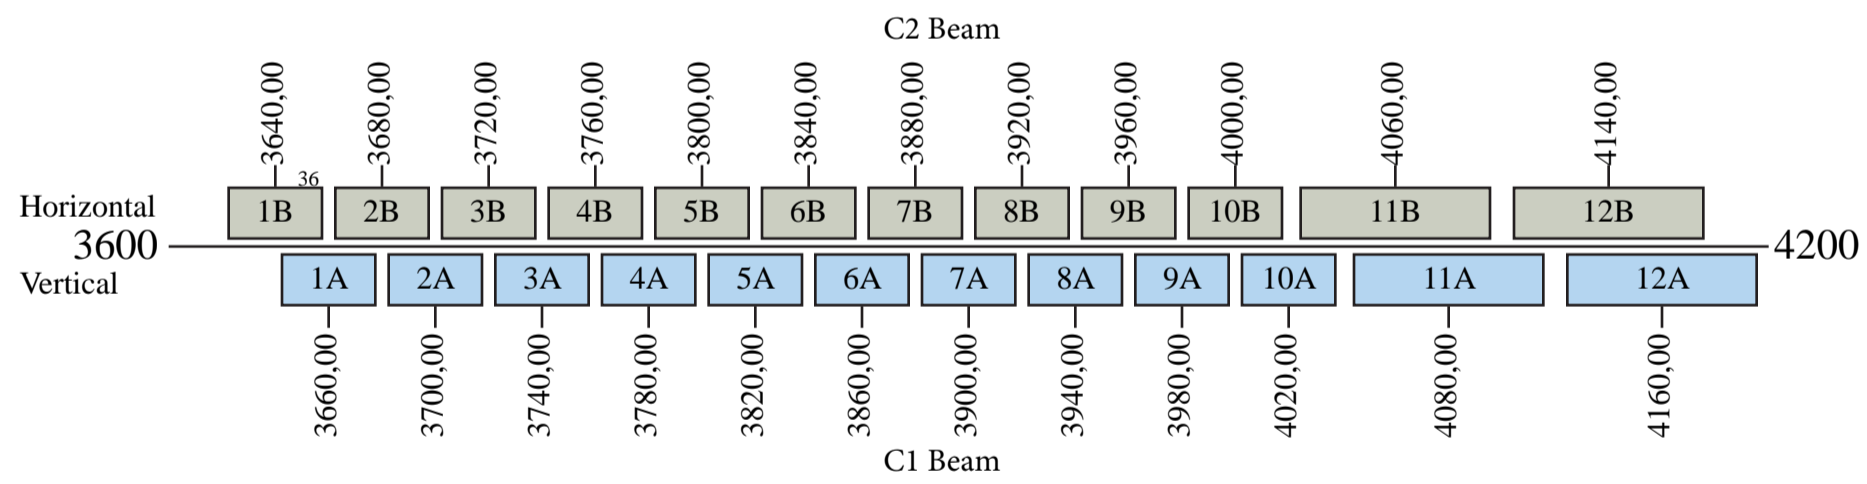 C2 Beam
3640,00 3680,00 3720,00 3760,00 3800,00 3840,00 3880,00 3920,00 3960,00 4000,00 4060,00 4140,00
36
Horizontal 1B 2B 3B 4B 5B 6B 7B 8B 9B 10B 11B 12B
3600 4200
Vertical 1A 2A 3A 4A 5A 6A 7A 8A 9A 10A 11A 12A
3660,00 3700,00 3740,00 3780,00 3820,00 3860,00 3900,00 3940,00 3980,00 4020,00 4080,00 4160,00
C1 Beam